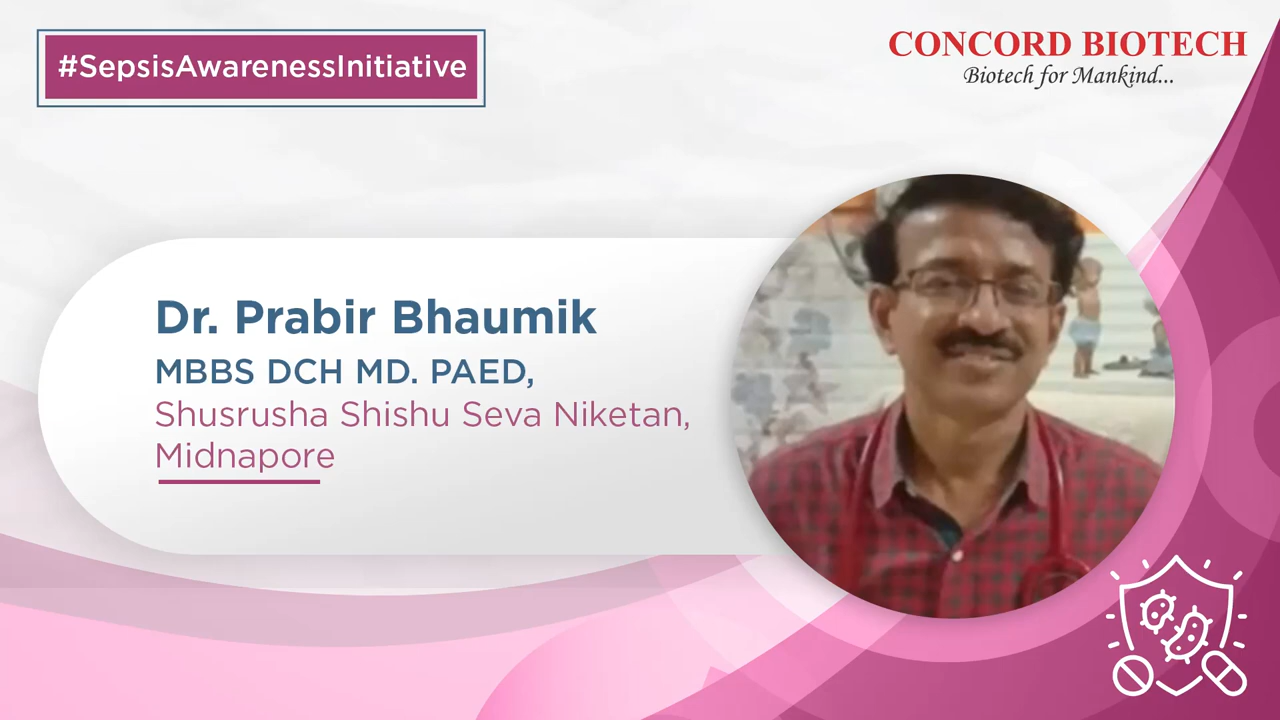 #SepsisAwarenessInitiative
CONCORD BIOTECH
Biotech for Mankind...
Dr. Prabir Bhaumik
MBBS DCH MD. PAED,
Shusrusha Shishu Seva Niketan,
Midnapore